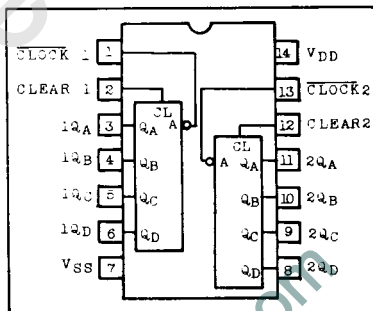 CLOCK 1 1 14 VDD
CLEAR 1 2 CL A 13 CLOCK2
1QA 3 QA CL 12 CLEAR2
1QB 4 QB A QA 11 2QA
1QC 5 QC QB 10 2QB
1QD 6 QD QC 9 2QC
VSS 7 QD 8 2QD
om